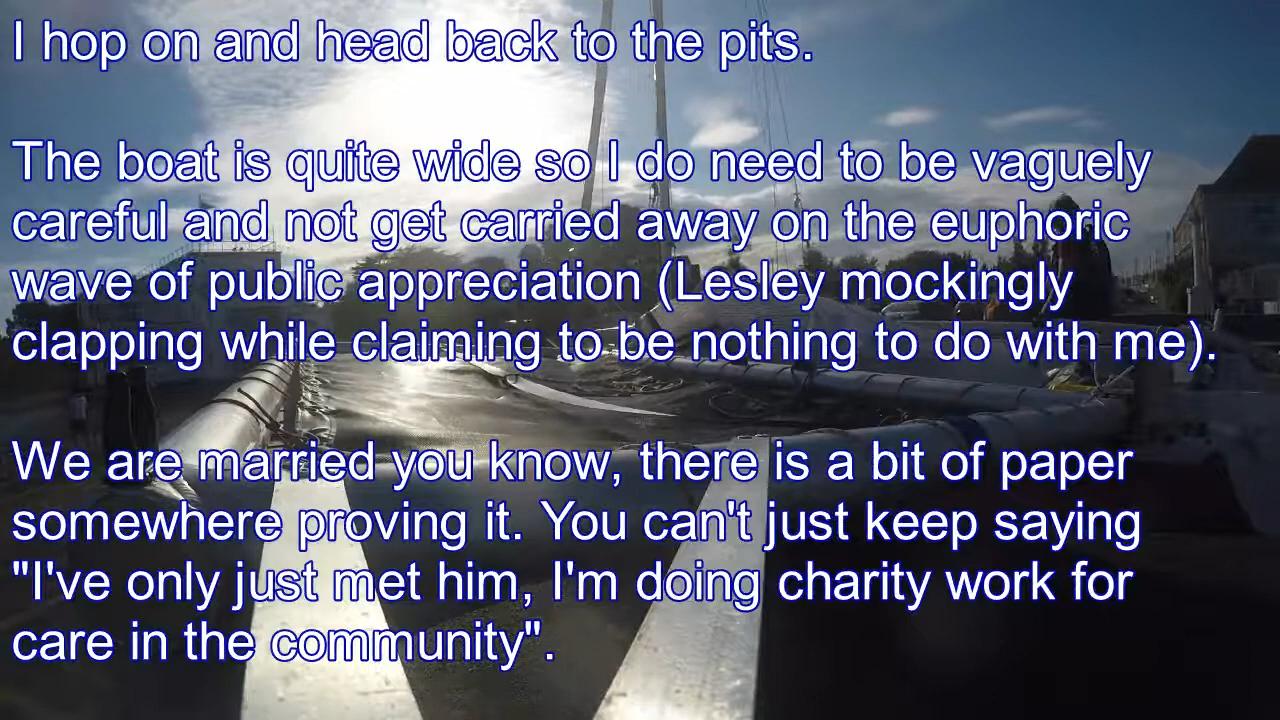 I hop on and head back to the pits.
The boat is quite wide so I do need to be vaguely
careful and not get carried away on the euphoric
wave of public appreciation (Lesley mockingly
clapping while claiming to be nothing to do with me).
We are married you know, there is a bit of paper
somewhere proving it. You can't just keep saying
"I've only just met him, I'm doing charity work for
care in the community".